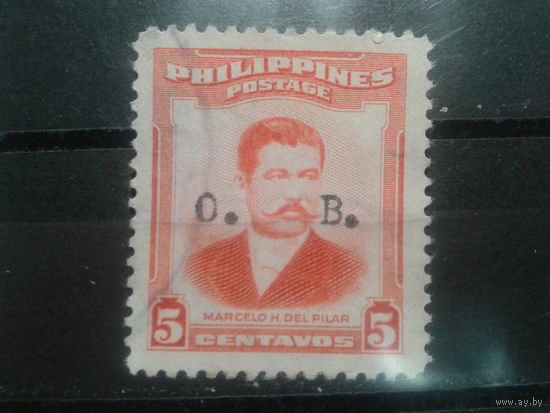 PHILIPPINES
POSTAGE
O. B.
MARCELO H. DEL PILAR
5 CENTAVOS 5
www.ay.by